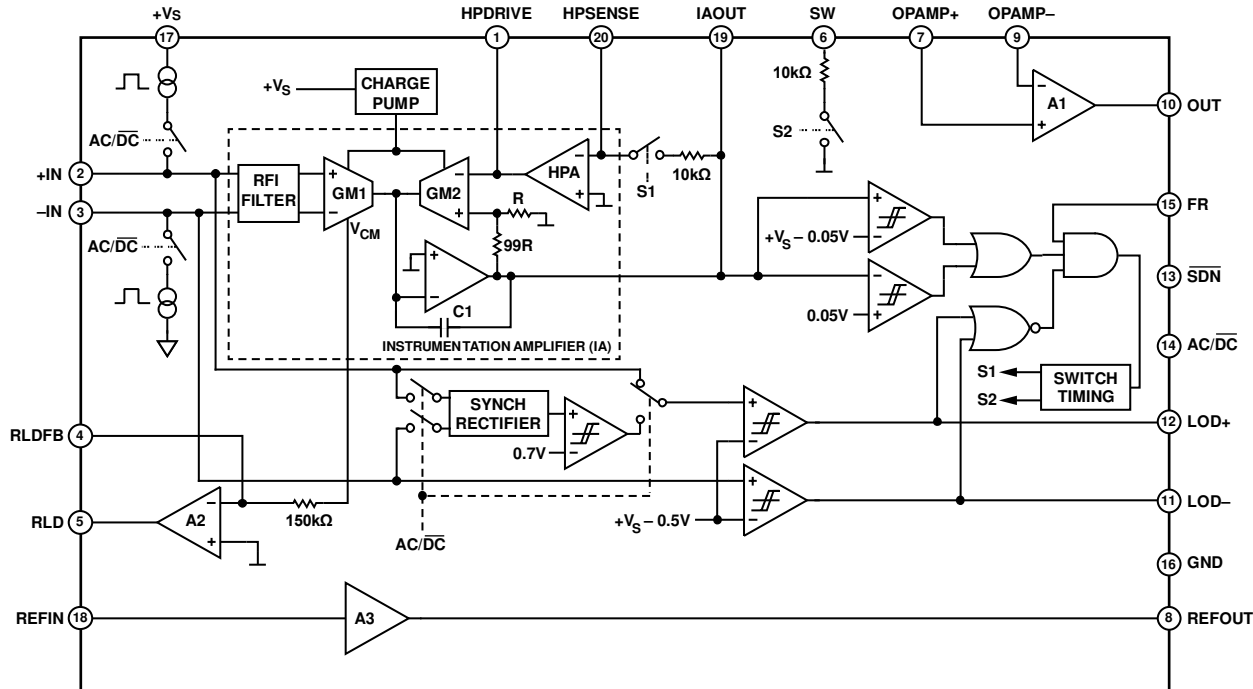 +VS HPDRIVE HPSENSE IAOUT SW OPAMP+ OPAMP–
17 1 20 19 6 7 9
10kΩ
+VS CHARGE
PUMP
–
A1
+
10 OUT
AC/DC
S2
+IN 2
RFI
FILTER
+
GM1
–
VCM
–
GM2
+
–
HPA
+
S1
10kΩ
R
99R
–IN 3
AC/DC
+
–
C1
INSTRUMENTATION AMPLIFIER (IA)
+
–
+VS – 0.05V
–
+
0.05V
15 FR
13 SDN
14 AC/DC
S1
S2
SWITCH
TIMING
SYNCH
RECTIFIER
+
–
0.7V
+
–
12 LOD+
RLDFB 4
–
A2
+
150kΩ
RLD 5
AC/DC
+
–
+VS – 0.5V
11 LOD–
16 GND
REFIN 18
A3
8 REFOUT